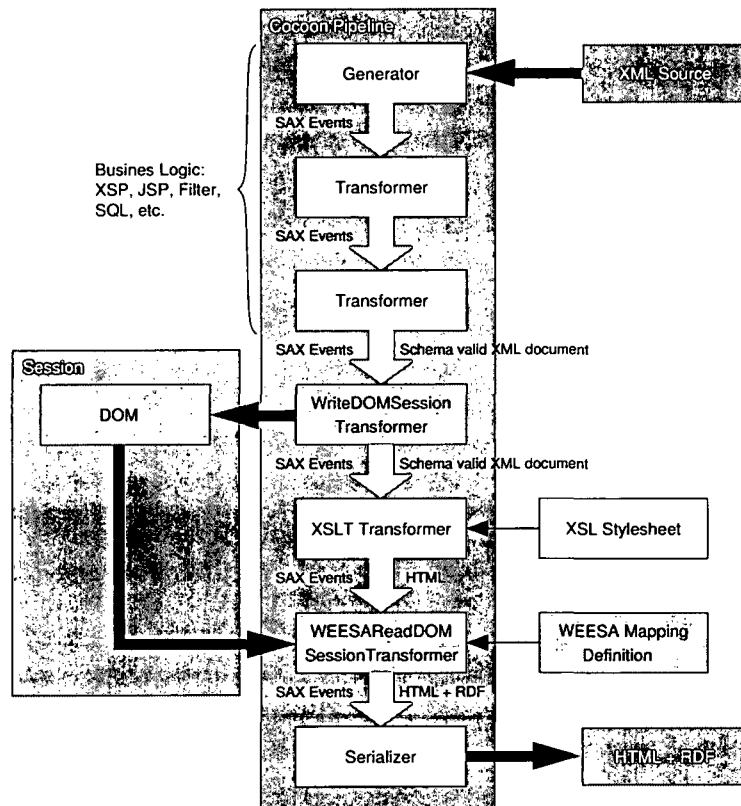 Cocoon Pipeline
Generator
XML Source
SAX Events
Busines Logic:
XSP, JSP, Filter,
SQL, etc.
Transformer
SAX Events
Transformer
SAX Events
Schema valid XML document
Session
DOM
WriteDOMSession
Transformer
SAX Events
Schema valid XML document
XSLT Transformer
XSL Stylesheet
SAX Events
HTML
WEESAReadDOM
SessionTransformer
WEESA Mapping
Definition
SAX Events
HTML + RDF
Serializer
HTML + RDF